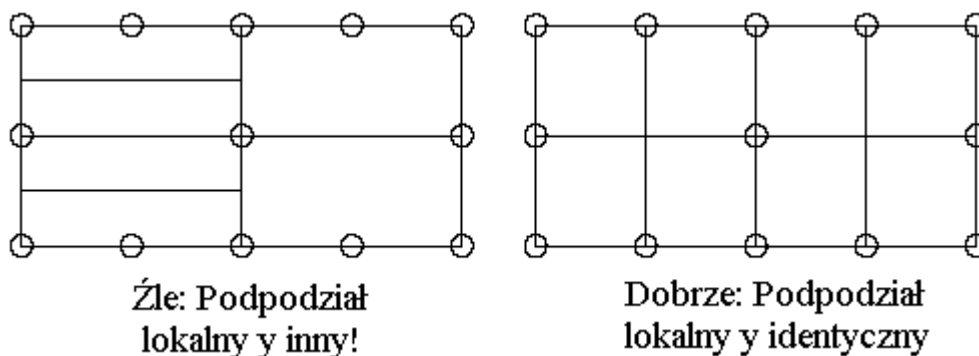 Źle: Podpodział
lokalny y inny!
Dobrze: Podpodział
lokalny y identyczny